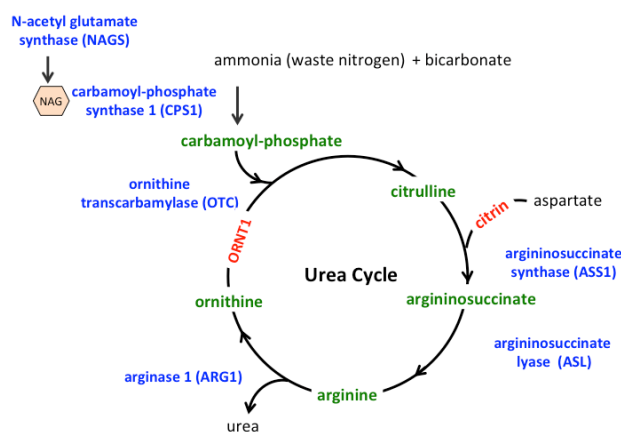 N-acetyl glutamate
synthase (NAGS)
ammonia (waste nitrogen) + bicarbonate
NAG
carbamoyl-phosphate
synthase 1 (CPS1)
carbamoyl-phosphate
ornithine
transcarbamylase (OTC)
citrulline
citrin
aspartate
ORNT1
argininosuccinate
synthase (ASS1)
Urea Cycle
ornithine
argininosuccinate
argininosuccinate
lyase (ASL)
arginase 1 (ARG1)
arginine
urea